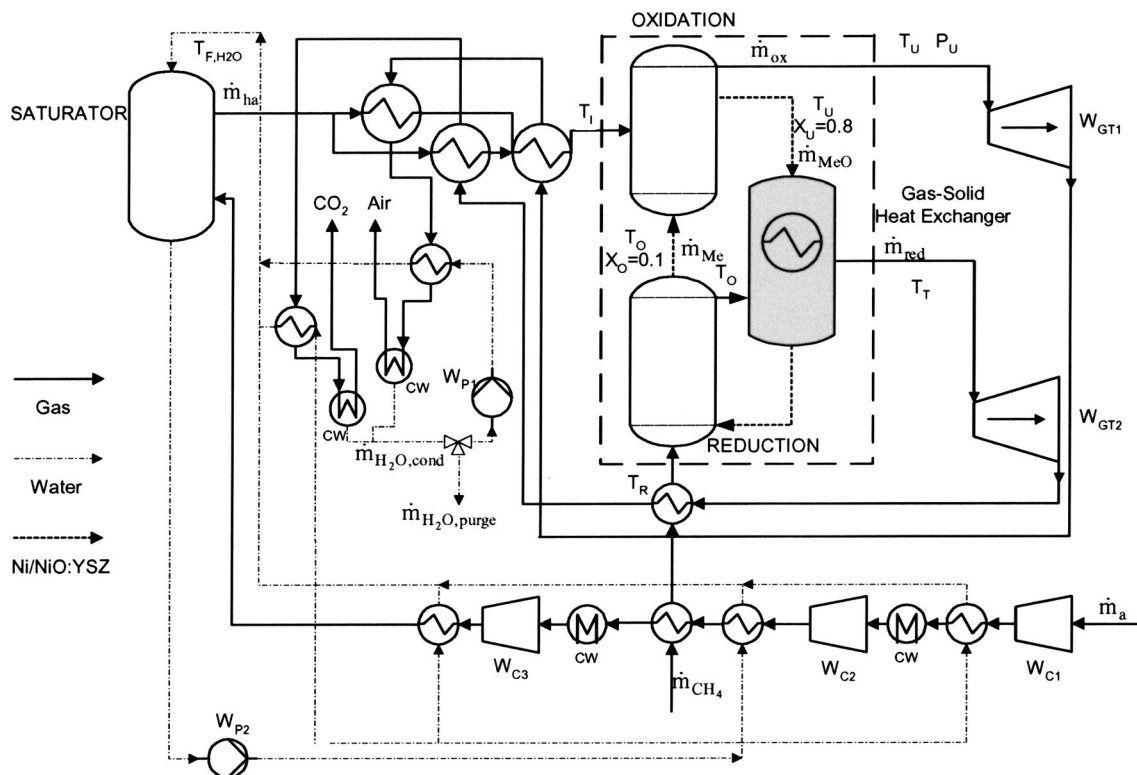 OXIDATION
T_F,H2O
ṁ_ox
T_U P_U
SATURATOR
ṁ_ha
T_I
T_U
X_U=0.8
ṁ_MeO
W_GT1
CO₂
Air
Gas-Solid
Heat Exchanger
T_O
X_O=0.1
ṁ_Me
T_O
ṁ_red
T_T
W_P1
CW
CW
Gas
W_GT2
ṁ_H₂O,cond
REDUCTION
Water
T_R
ṁ_H₂O,purge
Ni/NiO:YSZ
ṁ_a
CW
CW
W_C3
W_C2
W_C1
ṁ_CH₄
W_P2